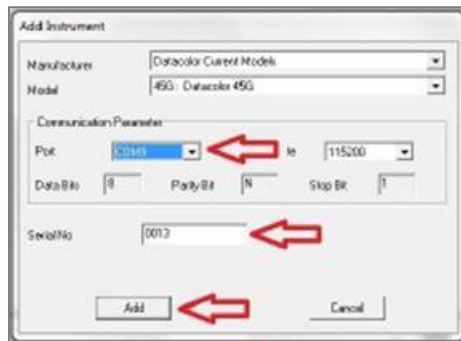 Add Instrument
Manufacturer Datacolor Current Models
Model 45G: Datacolor 45G
Communication Parameter
Port te 115200
Data Bits 8 Parity Bit N Stop Bit 1
Serial No 0013
Add Cancel